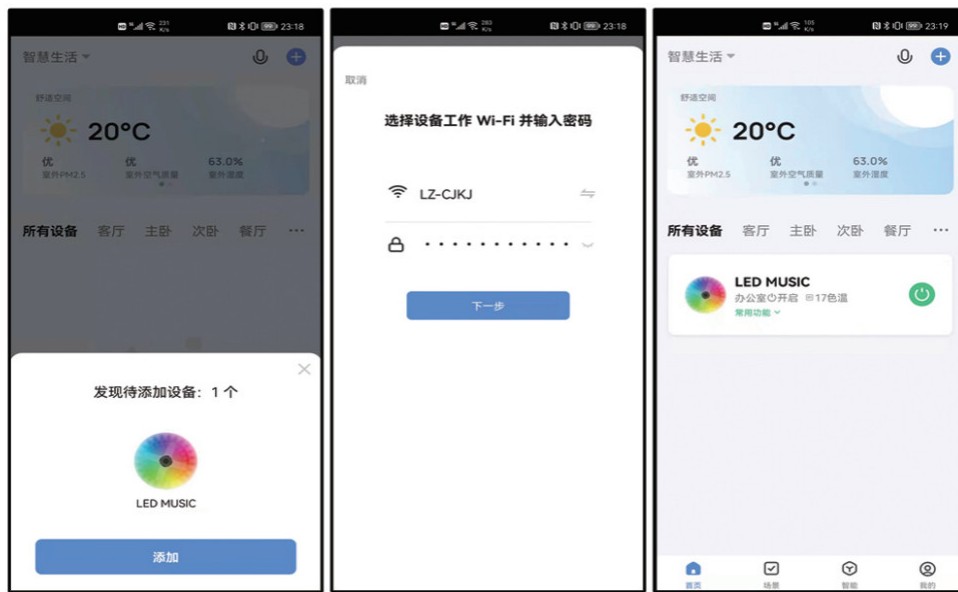 231 K/s 23:18
智慧生活
舒适空间
20°C
优 优 63.0%
室外PM2.5 室外空气质量 室外湿度
所有设备 客厅 主卧 次卧 餐厅 ···
发现待添加设备：1 个
LED MUSIC
添加
283 K/s 23:18
取消
选择设备工作 Wi-Fi 并输入密码
LZ-CJKJ
• • • • • • • • • • •
下一步
105 K/s 23:19
智慧生活
舒适空间
20°C
优 优 63.0%
室外PM2.5 室外空气质量 室外湿度
所有设备 客厅 主卧 次卧 餐厅 ···
LED MUSIC
办公室 开启 17色温
常用功能
首页 场景 智能 我的